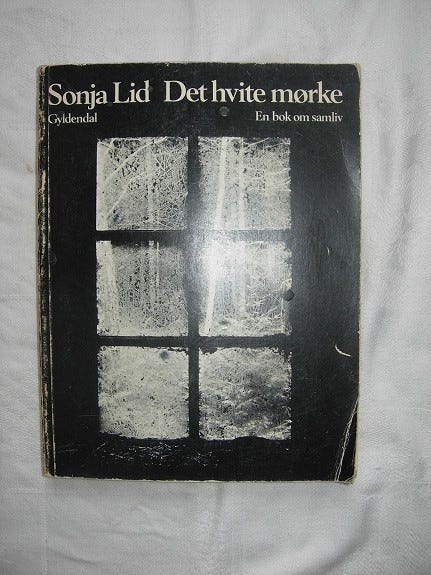 Sonja Lid Det hvite mørke
Gyldendal En bok om samliv